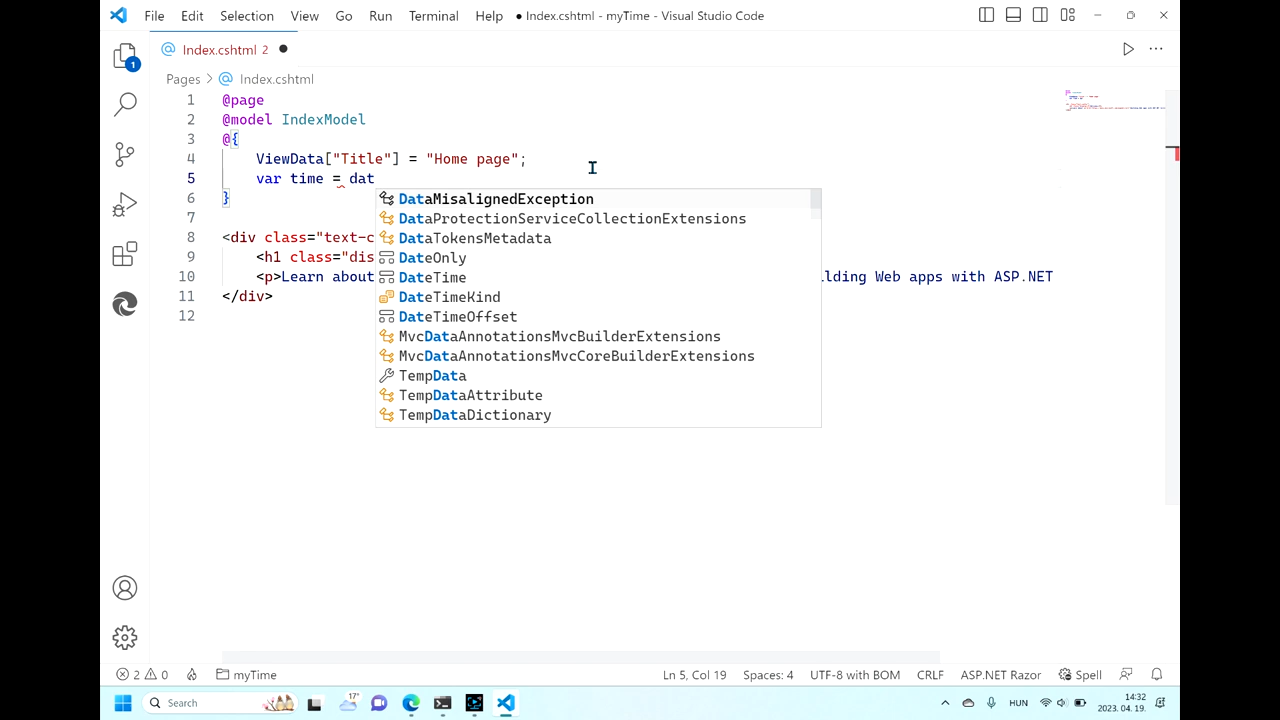 File Edit Selection View Go Run Terminal Help ● Index.cshtml - myTime - Visual Studio Code
Index.cshtml 2
1
Pages > Index.cshtml
1 @page
2 @model IndexModel
3 @{
4 ViewData["Title"] = "Home page";
5 var time = dat
6 }
7
8 <div class="text-c
9 <h1 class="dis
10 <p>Learn about
ilding Web apps with ASP.NET
11 </div>
12
DataMisalignedException
DataProtectionServiceCollectionExtensions
DataTokensMetadata
DateOnly
DateTime
DateTimeKind
DateTimeOffset
MvcDataAnnotationsMvcBuilderExtensions
MvcDataAnnotationsMvcCoreBuilderExtensions
TempData
TempDataAttribute
TempDataDictionary
2 0 myTime Ln 5, Col 19 Spaces: 4 UTF-8 with BOM CRLF ASP.NET Razor Spell
Search 17° HUN 14:32
2023. 04. 19.